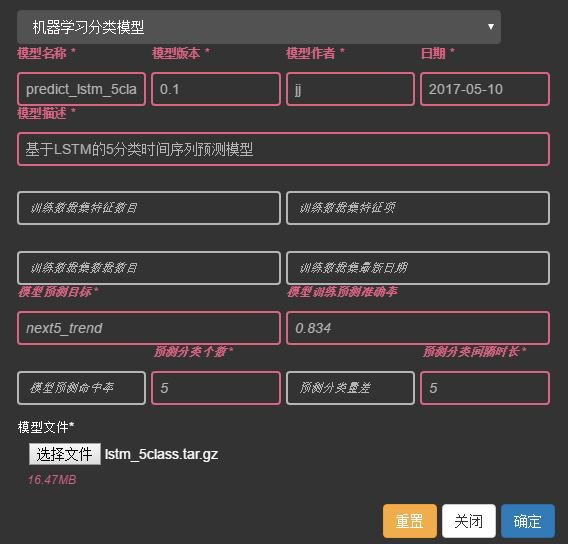 机器学习分类模型
模型名称 * 模型版本 * 模型作者 * 日期 *
predict_lstm_5cla 0.1 jj 2017-05-10
模型描述 *
基于LSTM的5分类时间序列预测模型
训练数据集特征数目 训练数据集特征项
训练数据集数据数目 训练数据集最新日期
模型预测目标 * 模型训练预测准确率
next5_trend 0.834
预测分类个数 * 预测分类间隔时长 *
模型预测命中率 5 预测分类量差 5
模型文件*
选择文件 lstm_5class.tar.gz
16.47MB
重置 关闭 确定